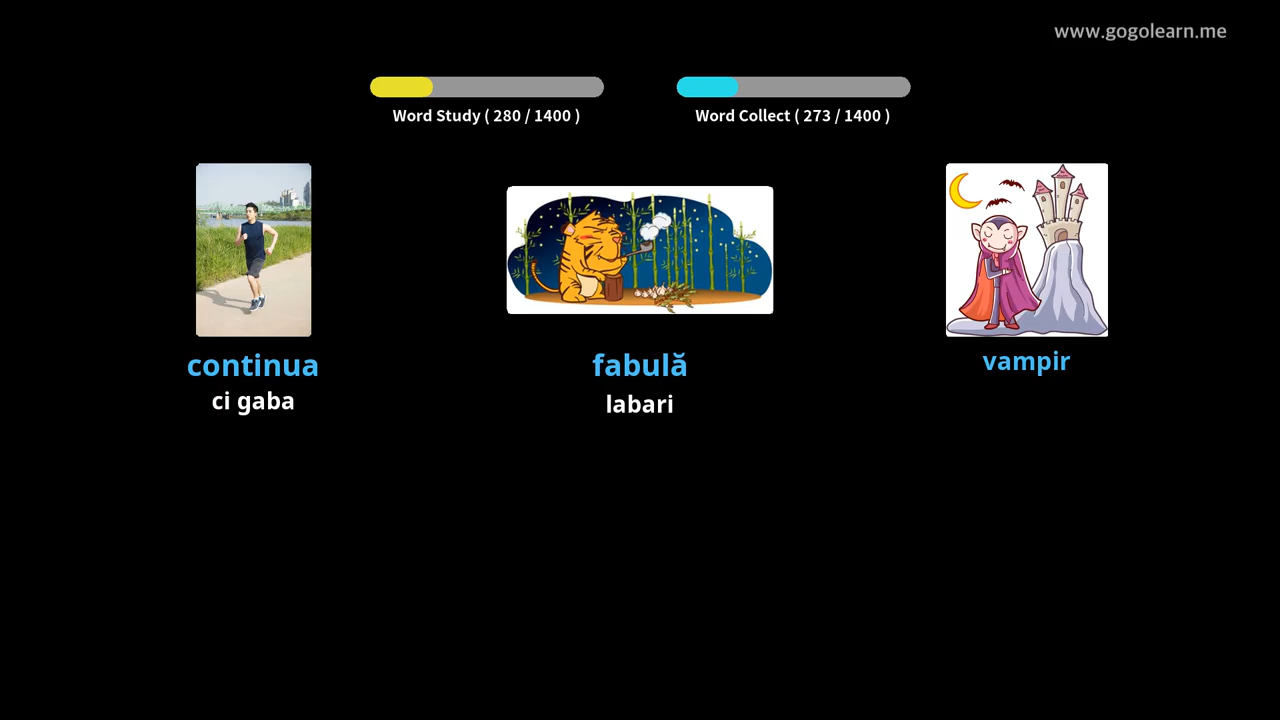 www.gogolearn.me
Word Study ( 280 / 1400 )
Word Collect ( 273 / 1400 )
continua
ci gaba
fabulă
labari
vampir